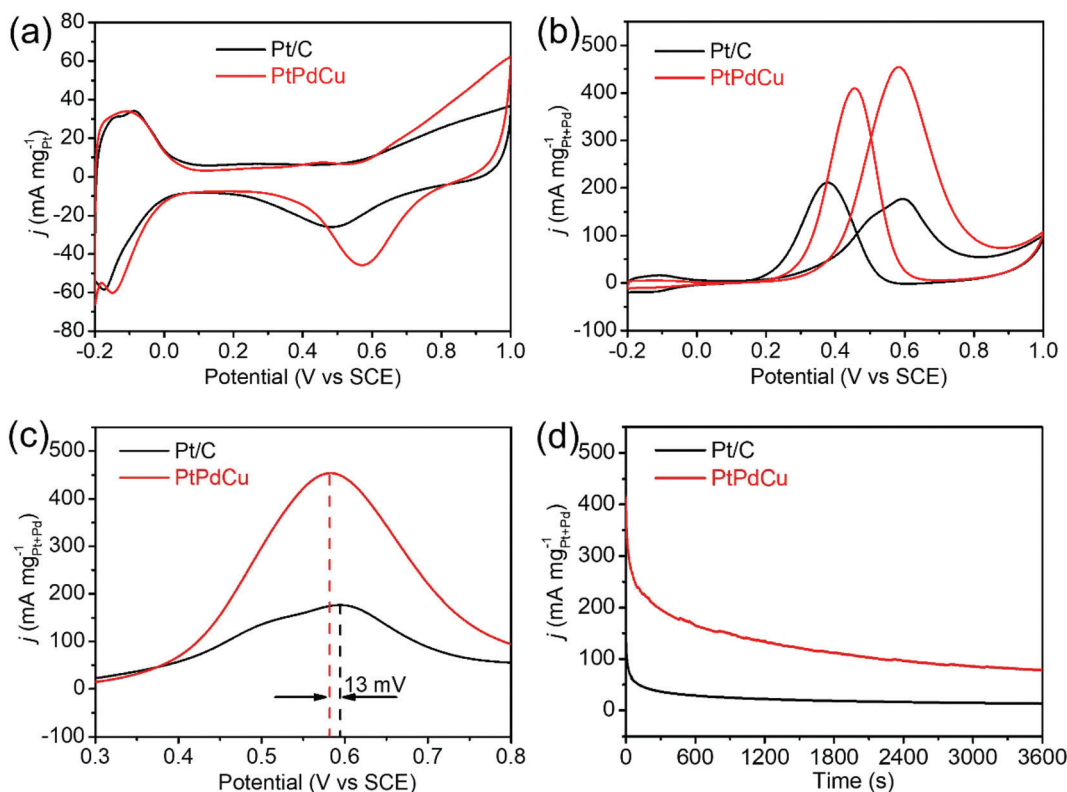 (a)
Pt/C
PtPdCu
80
60
40
20
0
-20
-40
-60
-80
j (mA mg⁻¹Pt)
-0.2 0.0 0.2 0.4 0.6 0.8 1.0
Potential (V vs SCE)
(b)
Pt/C
PtPdCu
500
400
300
200
100
0
-100
j (mA mg⁻¹Pt+Pd)
-0.2 0.0 0.2 0.4 0.6 0.8 1.0
Potential (V vs SCE)
(c)
Pt/C
PtPdCu
500
400
300
200
100
0
-100
j (mA mg⁻¹Pt+Pd)
13 mV
0.3 0.4 0.5 0.6 0.7 0.8
Potential (V vs SCE)
(d)
Pt/C
PtPdCu
500
400
300
200
100
0
j (mA mg⁻¹Pt+Pd)
0 600 1200 1800 2400 3000 3600
Time (s)